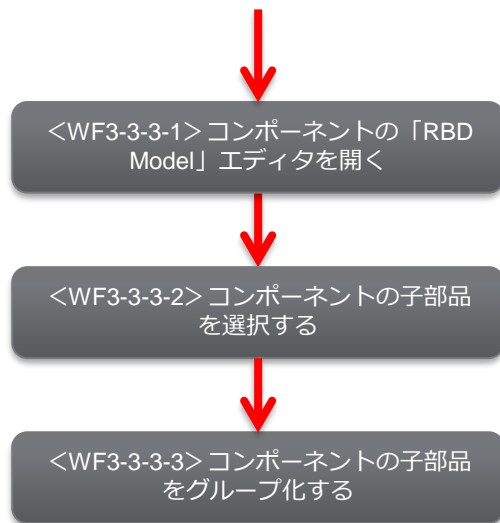 <WF3-3-3-1>コンポーネントの「RBD
Model」エディタを開く
<WF3-3-3-2>コンポーネントの子部品
を選択する
<WF3-3-3-3>コンポーネントの子部品
をグループ化する